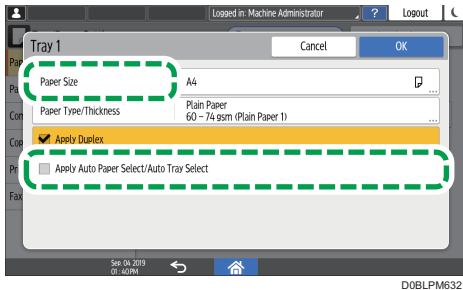 Logged in: Machine Administrator
?
Logout
Tray 1
Cancel
OK
Paper Size
A4
Paper Type/Thickness
Plain Paper
60 – 74 gsm (Plain Paper 1)
Apply Duplex
Apply Auto Paper Select/Auto Tray Select
Fax
Sep. 04 2019
01:40PM
D0BLPM632